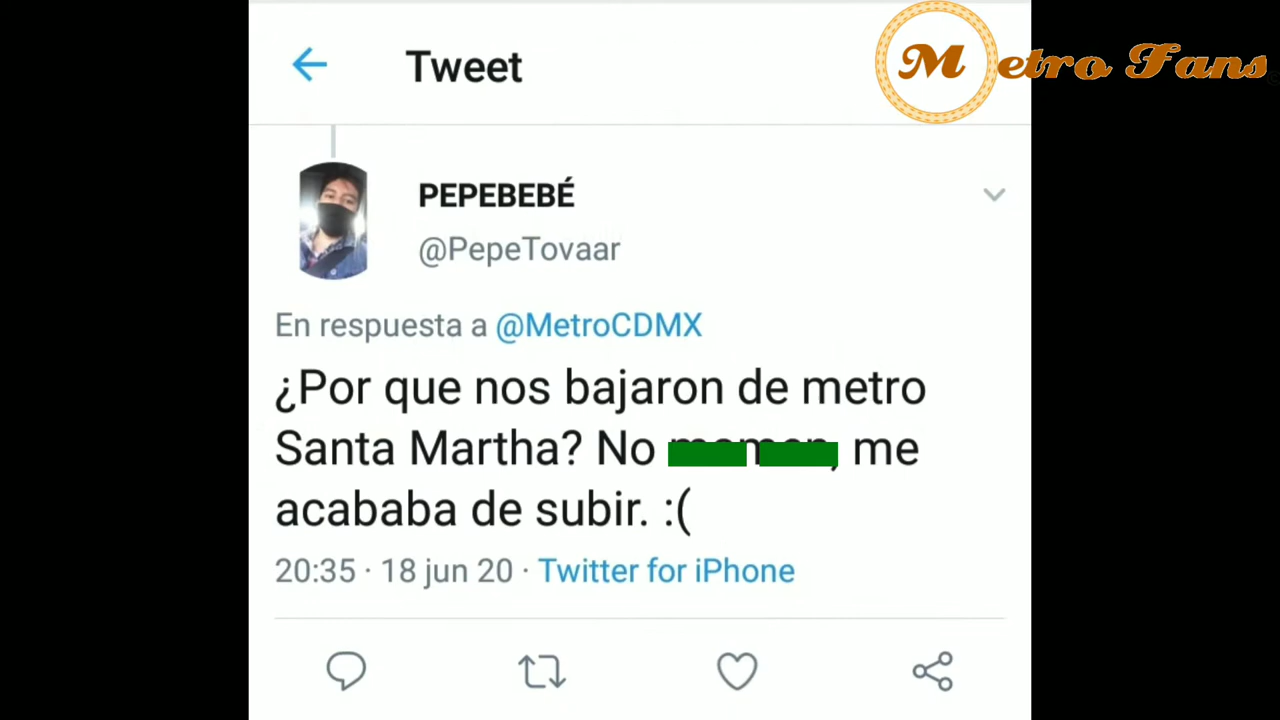 Tweet
Metro Fans
PEPEBEBÉ
@PepeTovaar
En respuesta a @MetroCDMX
¿Por que nos bajaron de metro
Santa Martha? No , me
acababa de subir. :(
20:35 · 18 jun 20 · Twitter for iPhone